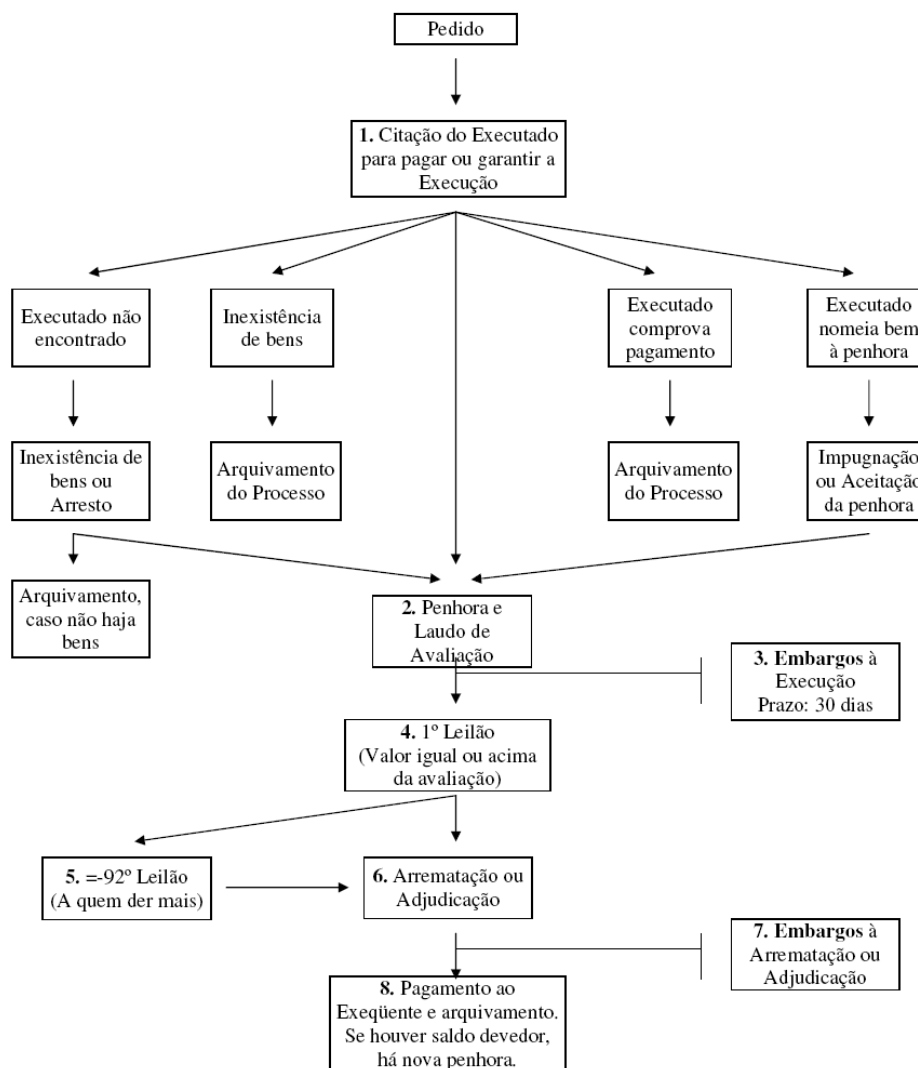 Pedido
1. Citação do Executado
para pagar ou garantir a
Execução
Executado não
encontrado
Inexistência
de bens
Executado
comprova
pagamento
Executado
nomeia bem
à penhora
Inexistência de
bens ou
Arresto
Arquivamento
do Processo
Arquivamento
do Processo
Impugnação
ou Aceitação
da penhora
Arquivamento,
caso não haja
bens
2. Penhora e
Laudo de
Avaliação
3. Embargos à
Execução
Prazo: 30 dias
4. 1º Leilão
(Valor igual ou acima
da avaliação)
5. =-92º Leilão
(A quem der mais)
6. Arrematação ou
Adjudicação
7. Embargos à
Arrematação ou
Adjudicação
8. Pagamento ao
Exeqüente e arquivamento.
Se houver saldo devedor,
há nova penhora.